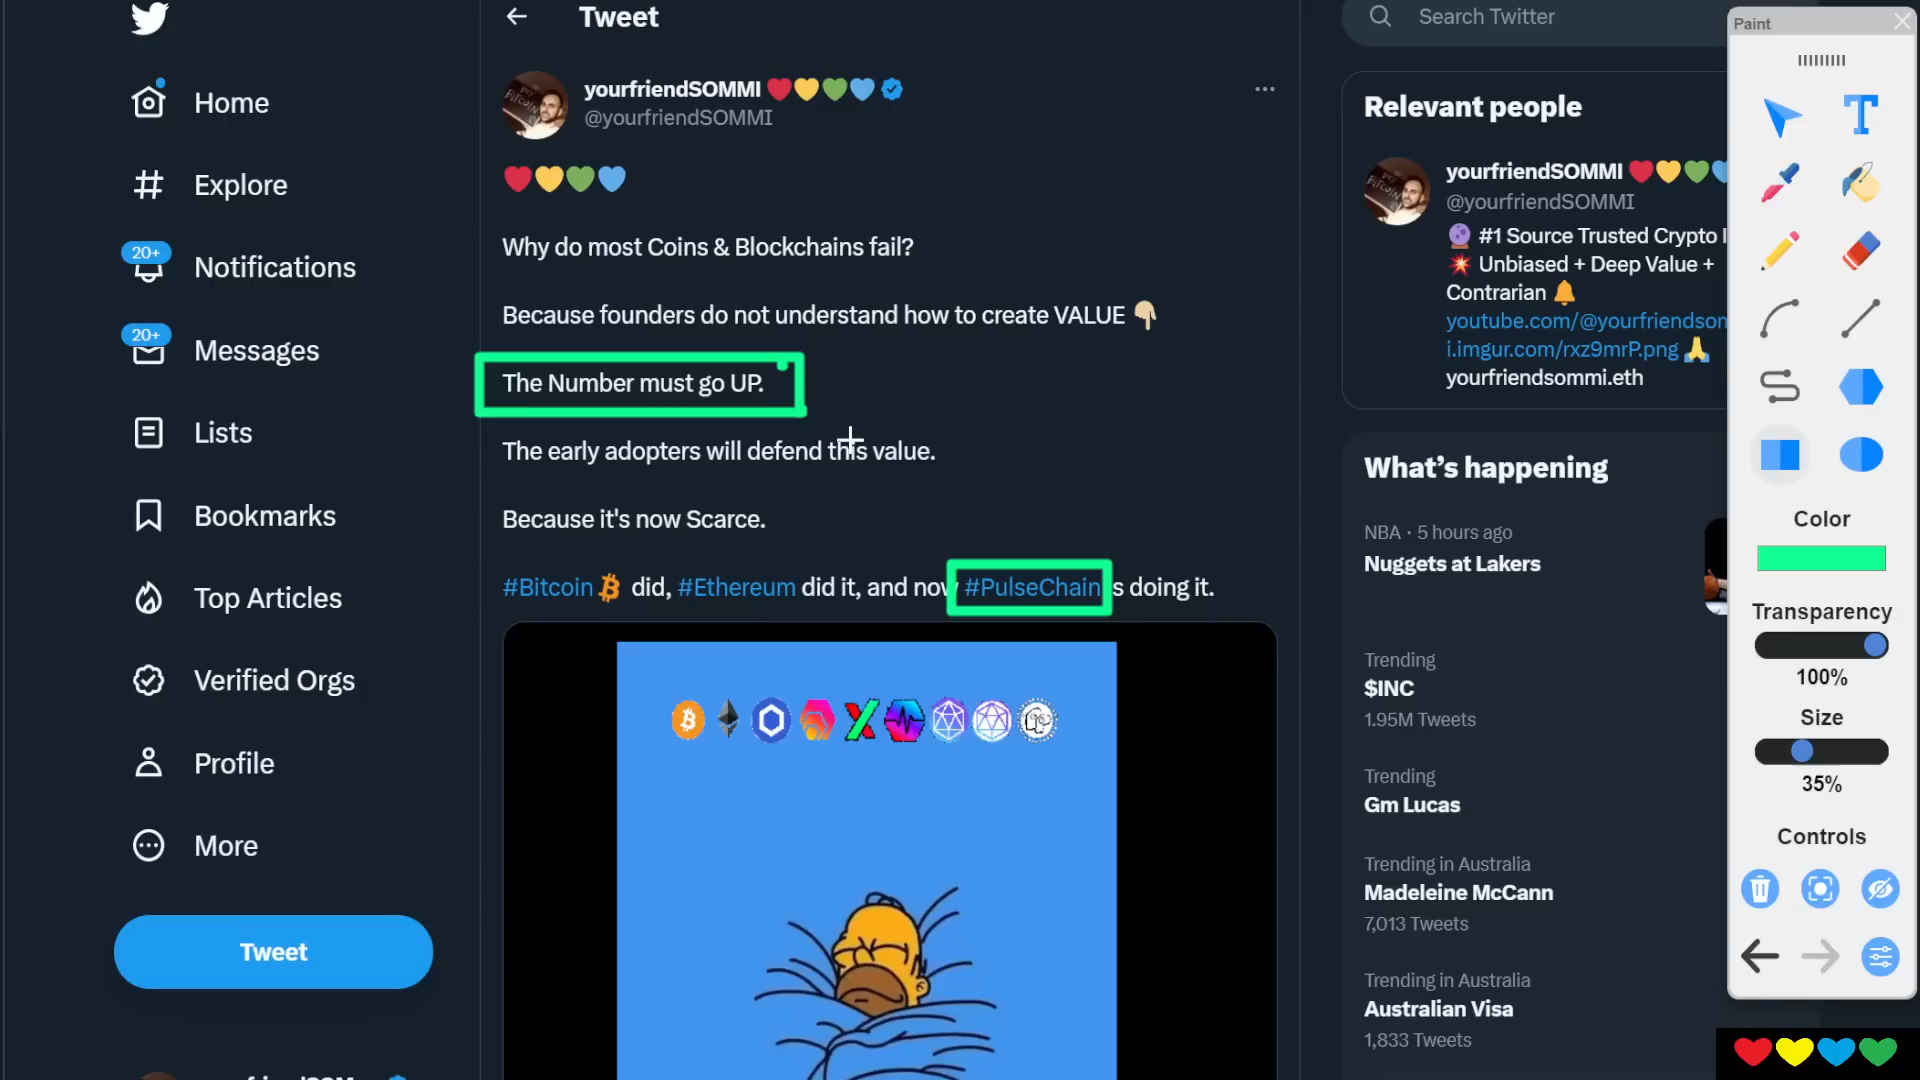 Tweet
Search Twitter
Paint
Home
Explore
20+
Notifications
20+
Messages
Lists
Bookmarks
Top Articles
Verified Orgs
Profile
More
Tweet
yourfriendSOMMI
@yourfriendSOMMI
Why do most Coins & Blockchains fail?
Because founders do not understand how to create VALUE
The Number must go UP.
The early adopters will defend this value.
Because it's now Scarce.
#Bitcoin did, #Ethereum did it, and now #PulseChain is doing it.
Relevant people
yourfriendSOMMI
@yourfriendSOMMI
#1 Source Trusted Crypto
Unbiased + Deep Value +
Contrarian
youtube.com/@yourfriendsom
i.imgur.com/rxz9mrP.png
yourfriendsommi.eth
What's happening
NBA · 5 hours ago
Nuggets at Lakers
Trending
$INC
1.95M Tweets
Trending
Gm Lucas
Trending in Australia
Madeleine McCann
7,013 Tweets
Trending in Australia
Australian Visa
1,833 Tweets
T
Color
Transparency
100%
Size
35%
Controls